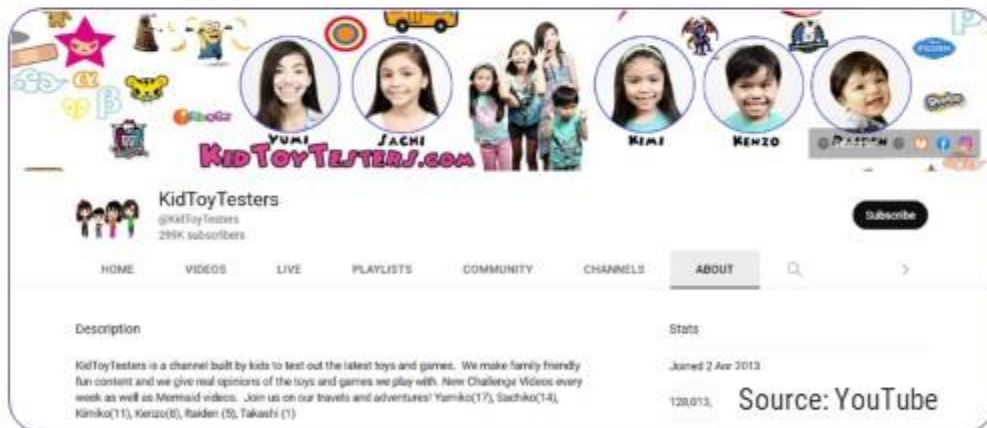 YUMI
SACHI
KIMI
KENZO
KIDTOYTESTERS.COM
KidToyTesters
@KidToyTesters
299K subscribers
Subscribe
HOME VIDEOS LIVE PLAYLISTS COMMUNITY CHANNELS ABOUT
Description
Stats
KidToyTesters is a channel built by kids to test out the latest toys and games. We make family friendly
fun content and we give real opinions of the toys and games we play with. New Challenge Videos every
week as well as Mermaid videos. Join us on our travels and adventures! Yumiko(17), Sachiko(14),
Kimiko(11), Kenzo(8), Raiden (5), Takashi (1)
Joined 2 Apr 2013
128,013,
Source: YouTube